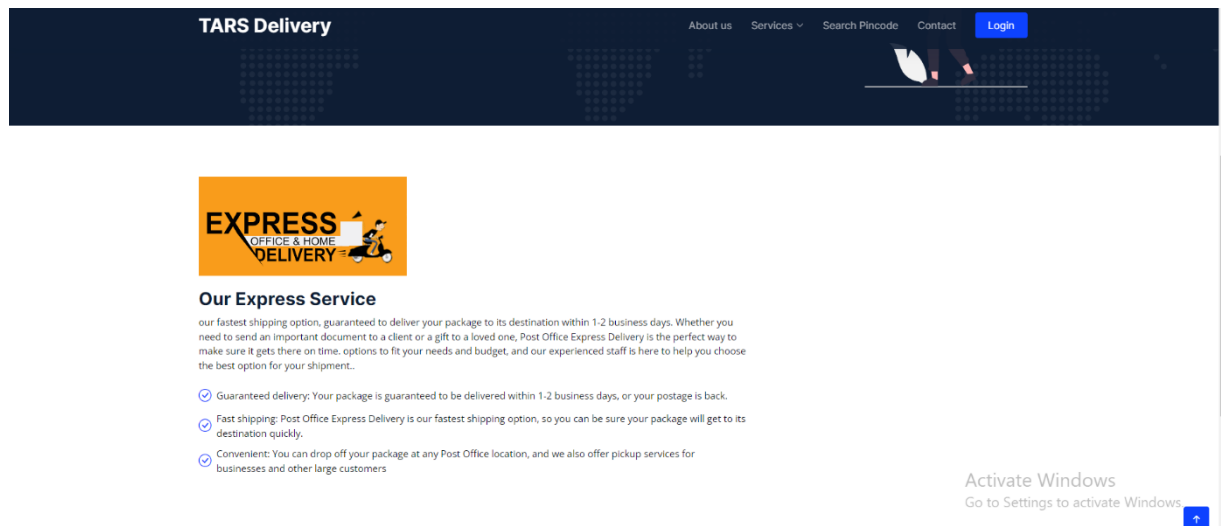 TARS Delivery
About us Services Search Pincode Contact Login
EXPRESS
OFFICE & HOME
DELIVERY
Our Express Service
our fastest shipping option, guaranteed to deliver your package to its destination within 1-2 business days. Whether you
need to send an important document to a client or a gift to a loved one, Post Office Express Delivery is the perfect way to
make sure it gets there on time. options to fit your needs and budget, and our experienced staff is here to help you choose
the best option for your shipment..
Guaranteed delivery: Your package is guaranteed to be delivered within 1-2 business days, or your postage is back.
Fast shipping: Post Office Express Delivery is our fastest shipping option, so you can be sure your package will get to its
destination quickly.
Convenient: You can drop off your package at any Post Office location, and we also offer pickup services for
businesses and other large customers
Activate Windows
Go to Settings to activate Windows.